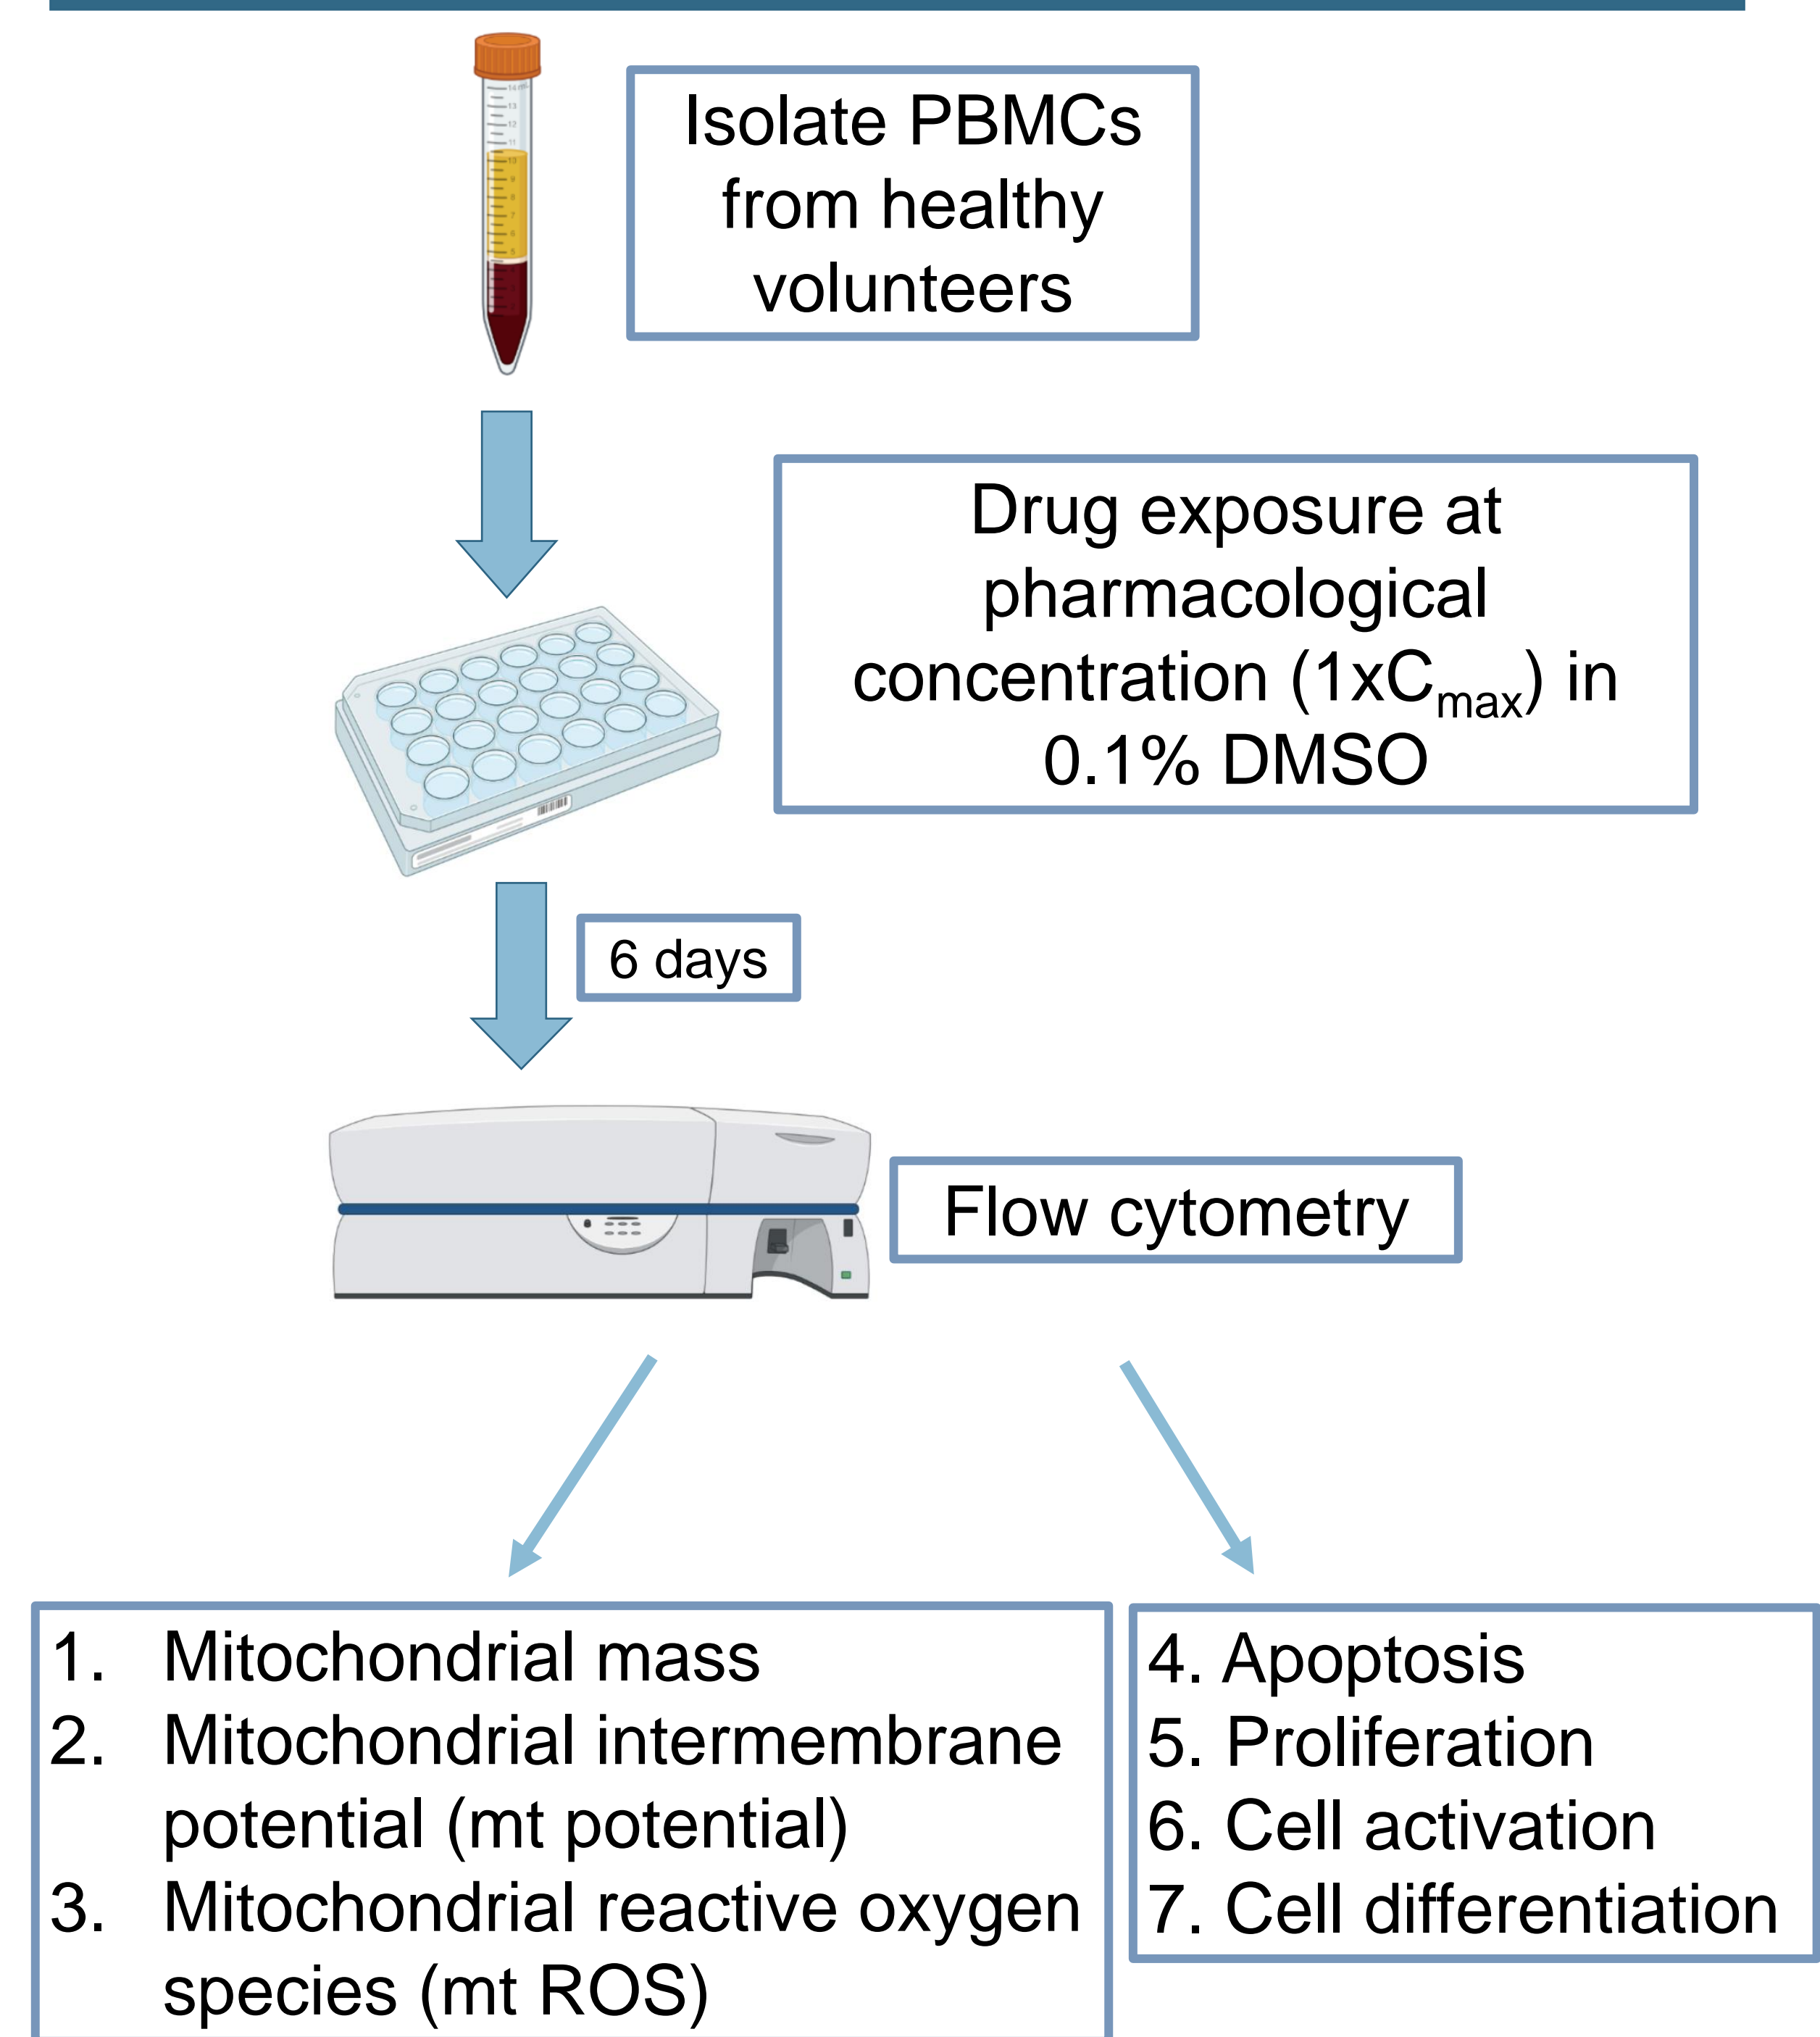 Isolate PBMCs
from healthy
volunteers
Drug exposure at
pharmacological
concentration (1xCmax) in
0.1% DMSO
6 days
Flow cytometry
1. Mitochondrial mass
2. Mitochondrial intermembrane
potential (mt potential)
3. Mitochondrial reactive oxygen
species (mt ROS)
4. Apoptosis
5. Proliferation
6. Cell activation
7. Cell differentiation